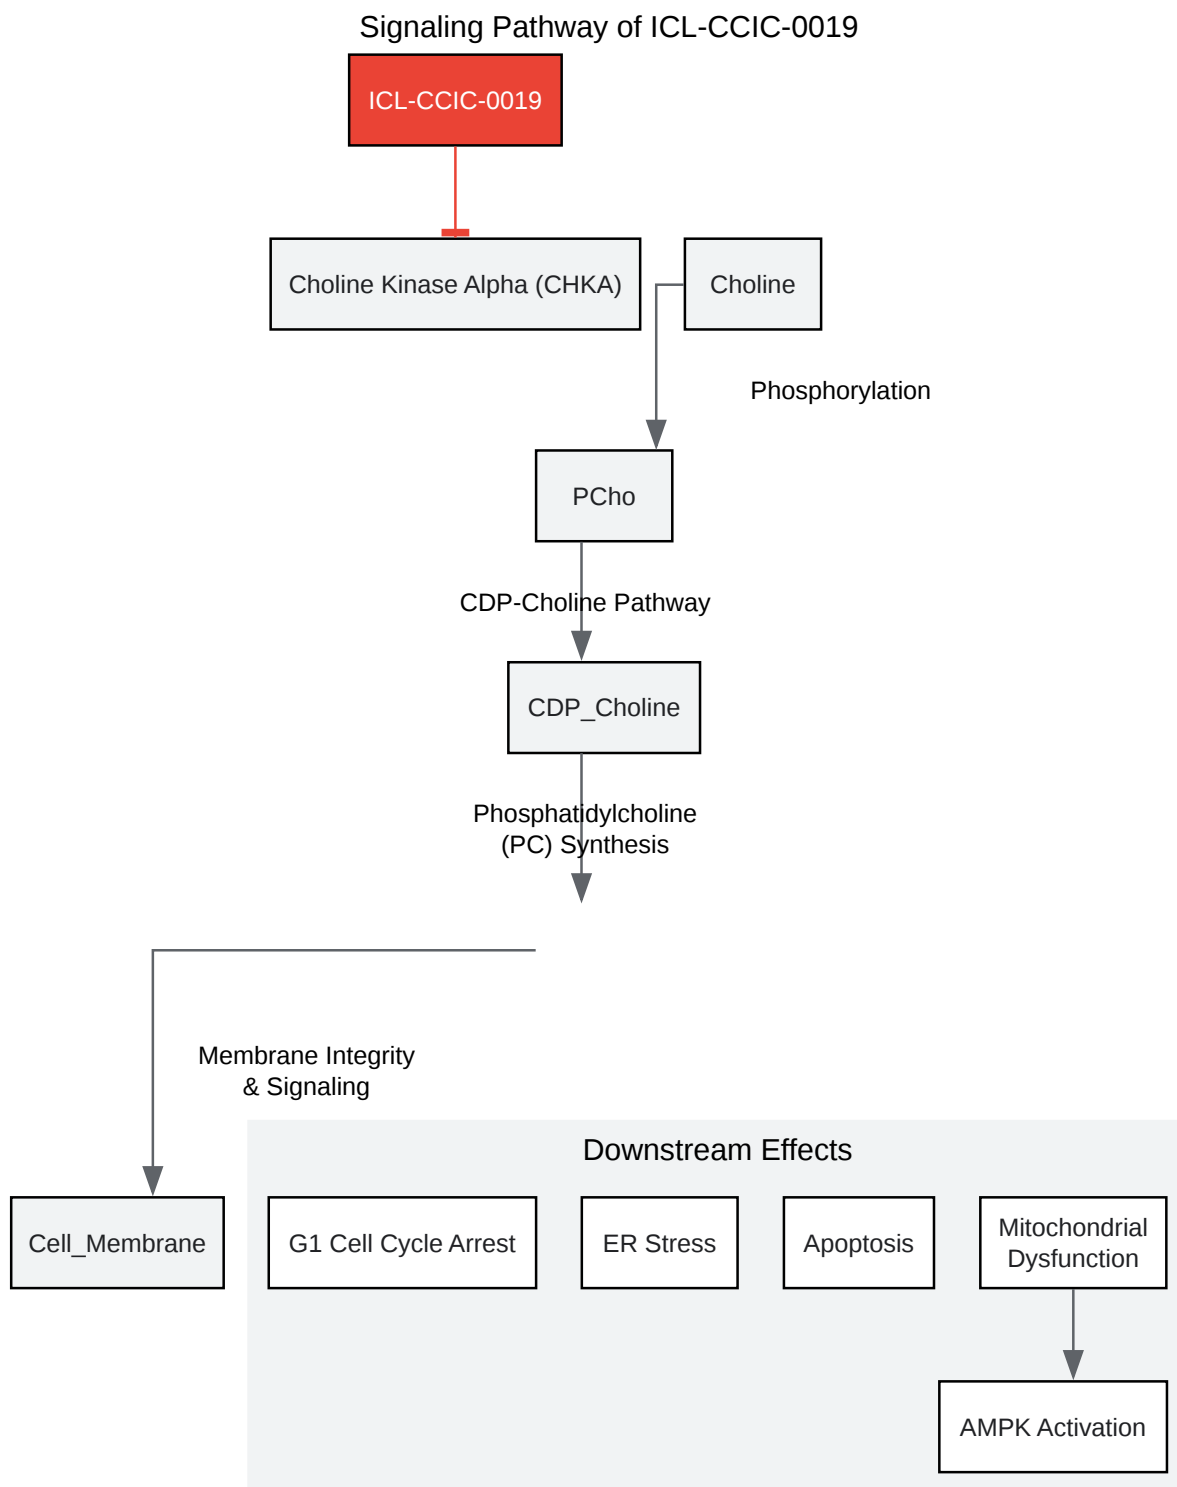 Signaling Pathway of ICL-CCIC-0019
ICL-CCIC-0019
Choline Kinase Alpha (CHKA)
Choline
Phosphorylation
PCho
CDP-Choline Pathway
CDP_Choline
Phosphatidylcholine
(PC) Synthesis
Membrane Integrity
& Signaling
Downstream Effects
Cell_Membrane
G1 Cell Cycle Arrest
ER Stress
Apoptosis
Mitochondrial
Dysfunction
AMPK Activation